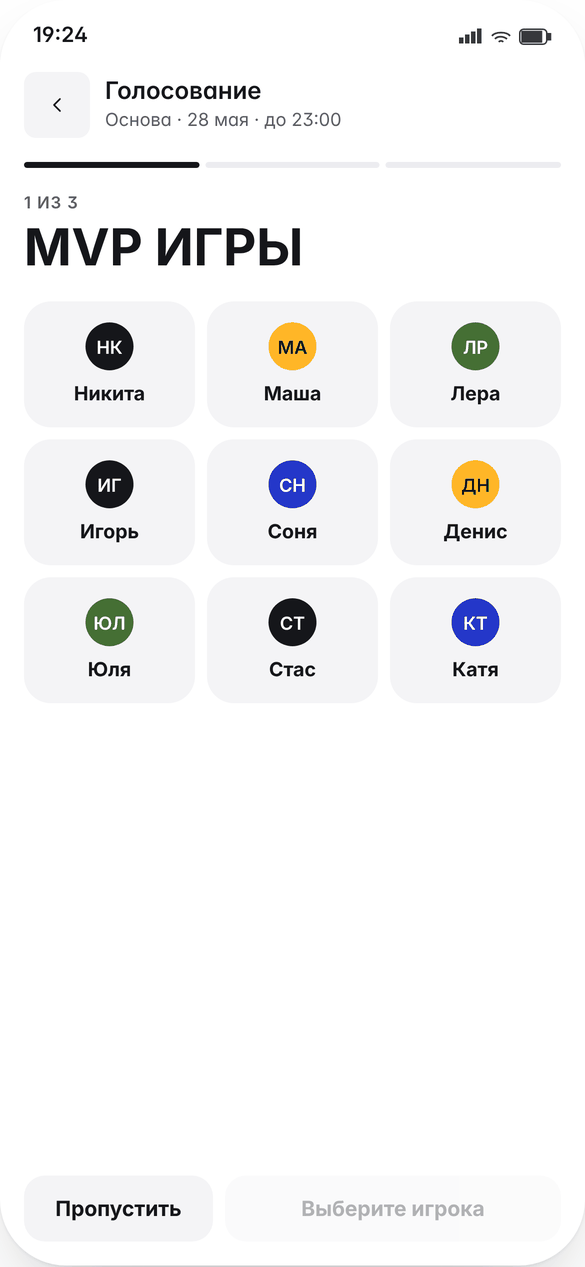 19:24
Голосование
Основа · 28 мая · до 23:00
1 ИЗ 3
MVP ИГРЫ
НК
МА
ЛР
Никита
Маша
Лера
ИГ
СН
ДН
Игорь
Соня
Денис
ЮЛ
СТ
КТ
Юля
Стас
Катя
Пропустить
Выберите игрока